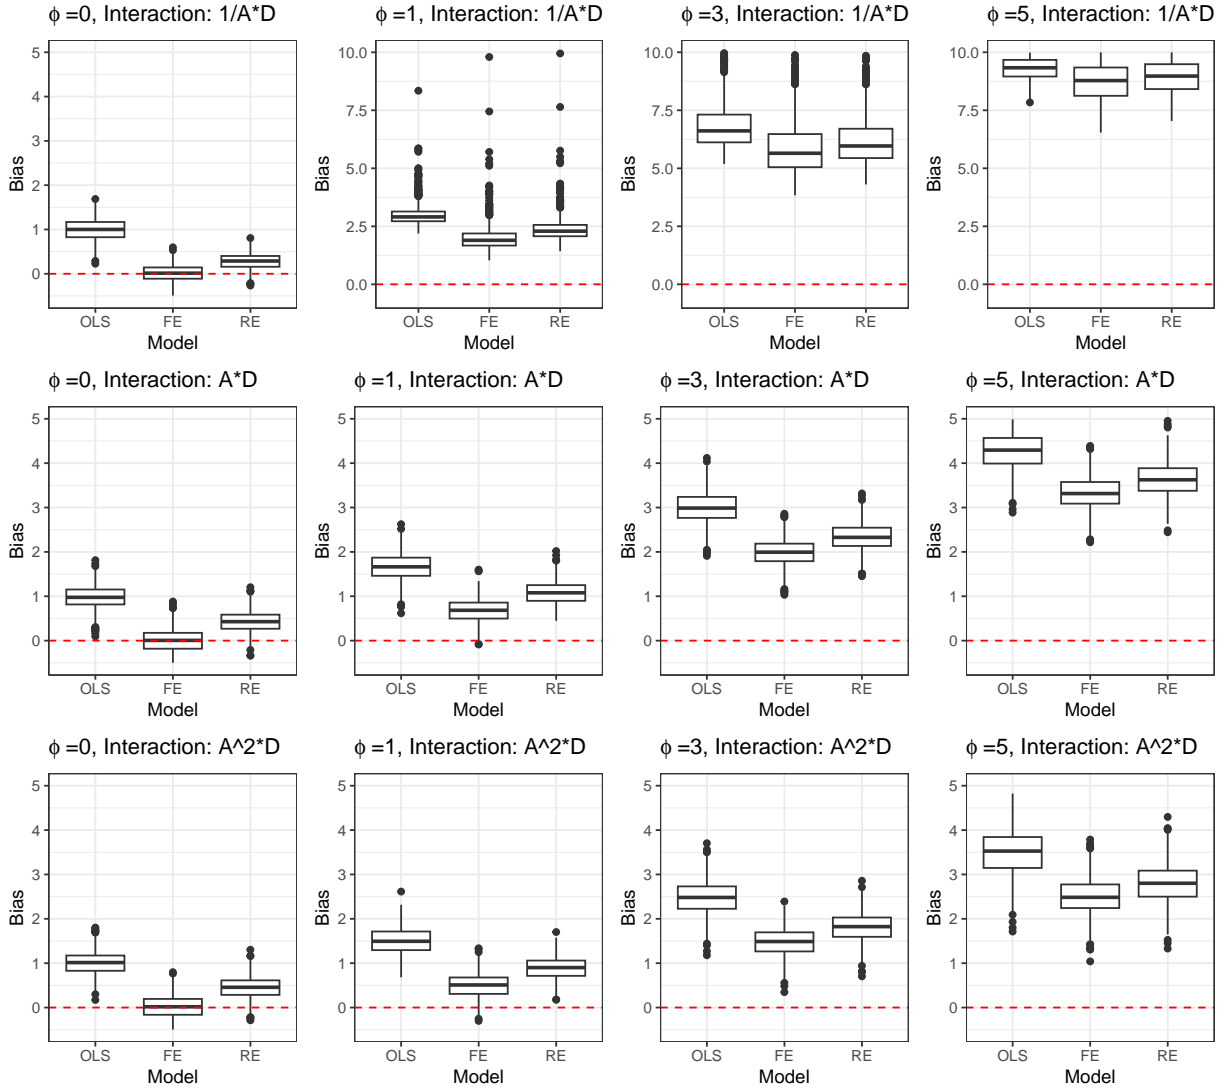 ϕ =0, Interaction: 1/A*D
ϕ =1, Interaction: 1/A*D
ϕ =3, Interaction: 1/A*D
ϕ =5, Interaction: 1/A*D
Bias
5
4
3
2
1
0
OLS FE RE
Model
Bias
10.0
7.5
5.0
2.5
0.0
OLS FE RE
Model
Bias
10.0
7.5
5.0
2.5
0.0
OLS FE RE
Model
Bias
10.0
7.5
5.0
2.5
0.0
OLS FE RE
Model
ϕ =0, Interaction: A*D
ϕ =1, Interaction: A*D
ϕ =3, Interaction: A*D
ϕ =5, Interaction: A*D
Bias
5
4
3
2
1
0
OLS FE RE
Model
Bias
5
4
3
2
1
0
OLS FE RE
Model
Bias
5
4
3
2
1
0
OLS FE RE
Model
Bias
5
4
3
2
1
0
OLS FE RE
Model
ϕ =0, Interaction: A^2*D
ϕ =1, Interaction: A^2*D
ϕ =3, Interaction: A^2*D
ϕ =5, Interaction: A^2*D
Bias
5
4
3
2
1
0
OLS FE RE
Model
Bias
5
4
3
2
1
0
OLS FE RE
Model
Bias
5
4
3
2
1
0
OLS FE RE
Model
Bias
5
4
3
2
1
0
OLS FE RE
Model